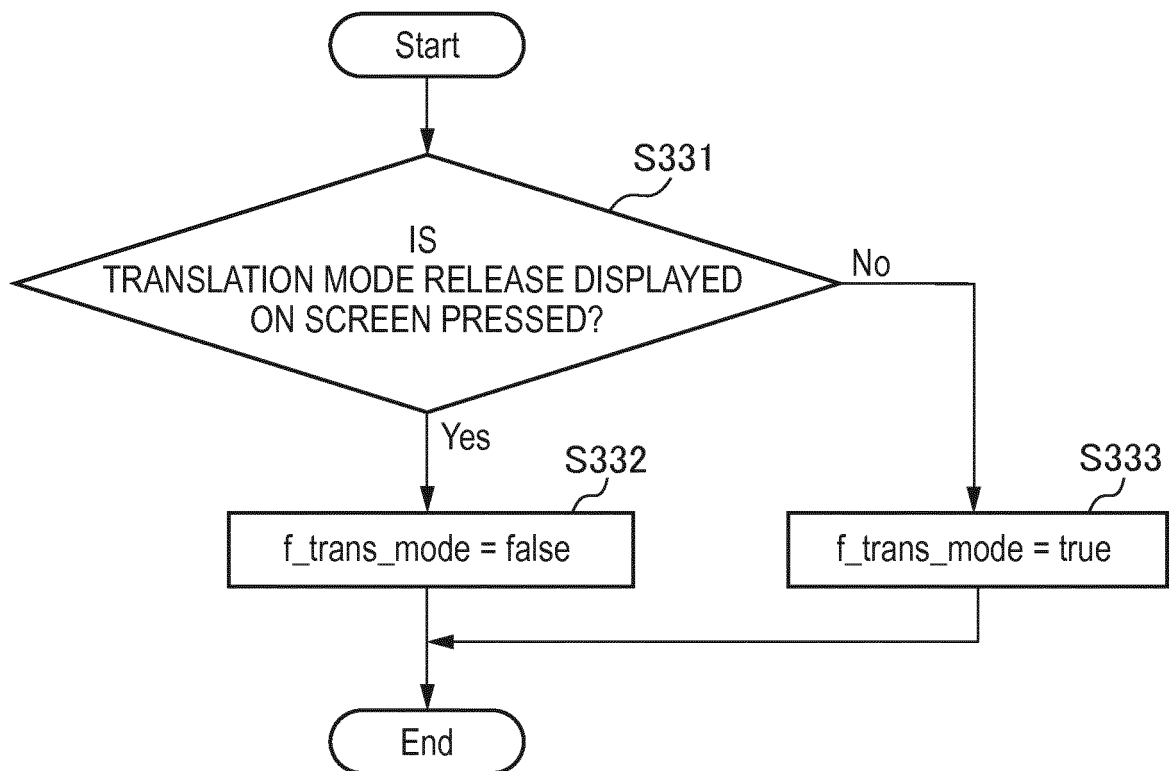 Start
S331
IS
TRANSLATION MODE RELEASE DISPLAYED
ON SCREEN PRESSED?
No
Yes
S332
S333
f_trans_mode = false
f_trans_mode = true
End